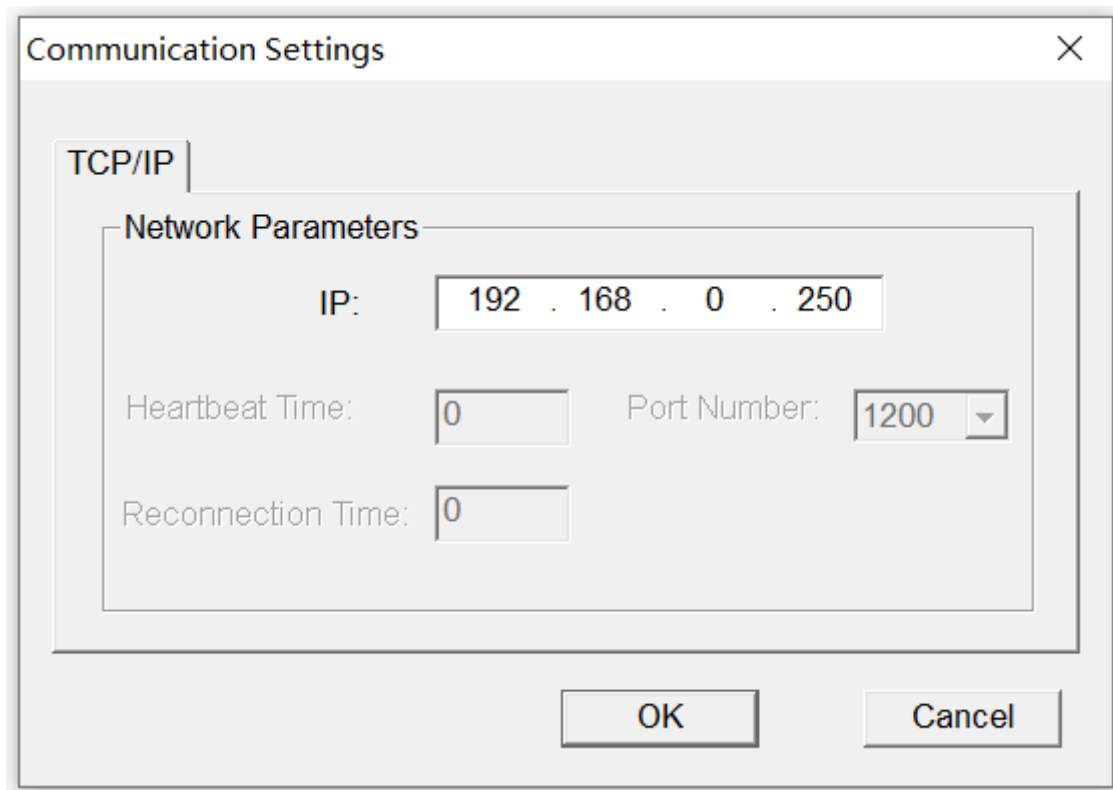 Communication Settings
TCP/IP
Network Parameters
IP: 192 . 168 . 0 . 250
Heartbeat Time: 0 Port Number: 1200
Reconnection Time: 0
OK Cancel